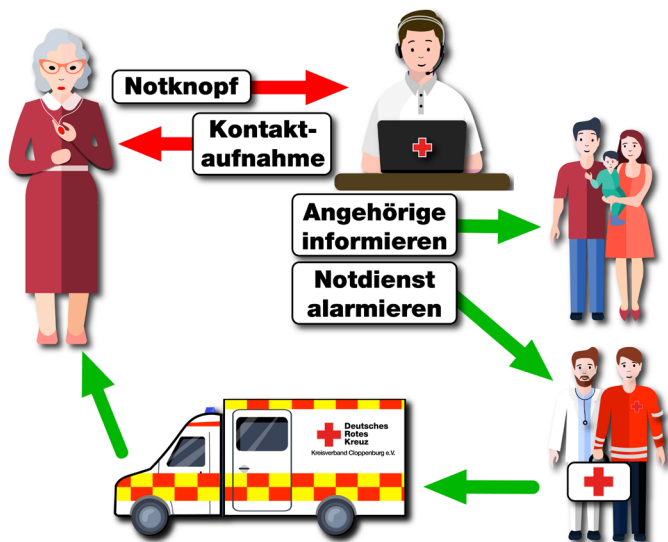 Notknopf
Kontakt-
aufnahme
Angehörige
informieren
Notdienst
alarmieren
Deutsches
Rotes
Kreuz
Kreisverband Cloppenburg e.V.